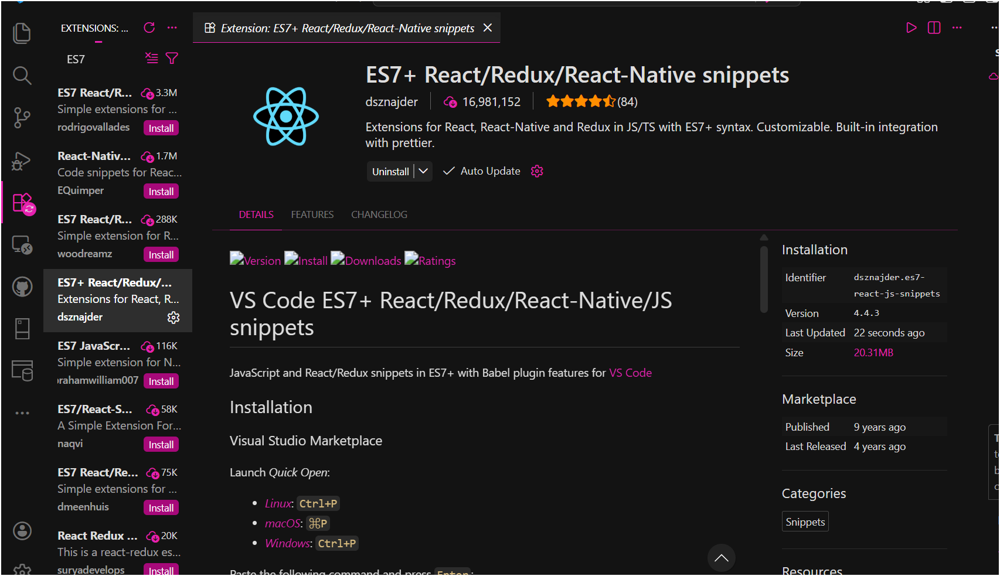 EXTENSIONS: ...
ES7
ES7 React/R... 3.3M
Simple extensions for ...
rodrigovallades Install
React-Nativ... 1.7M
Code snippets for Reac...
EQuimper Install
ES7 React/R... 288K
Simple extension for R...
woodreamz Install
ES7+ React/Redux/...
Extensions for React, R...
dsznajder
ES7 JavaScr... 116K
Simple extension for N...
rahamwilliam007 Install
ES7/React-S... 58K
A Simple Extension For...
naqvi Install
ES7 React/Re... 75K
Simple extensions for ...
dmeenhuis Install
React Redux ... 20K
This is a react-redux es...
suryadevelops Install
Extension: ES7+ React/Redux/React-Native snippets
ES7+ React/Redux/React-Native snippets
dsznajder 16,981,152 (84)
Extensions for React, React-Native and Redux in JS/TS with ES7+ syntax. Customizable. Built-in integration
with prettier.
Uninstall Auto Update
DETAILS FEATURES CHANGELOG
Version Install Downloads Ratings
VS Code ES7+ React/Redux/React-Native/JS
snippets
JavaScript and React/Redux snippets in ES7+ with Babel plugin features for VS Code
Installation
Visual Studio Marketplace
Launch Quick Open:
• Linux: Ctrl+P
• macOS: ⌘P
• Windows: Ctrl+P
Paste the following command and press Enter:
Installation
Identifier dsznajder.es7-
react-js-snippets
Version 4.4.3
Last Updated 22 seconds ago
Size 20.31MB
Marketplace
Published 9 years ago
Last Released 4 years ago
Categories
Snippets
Resources